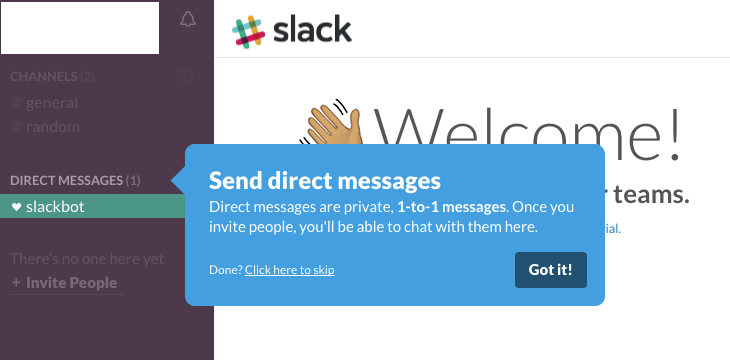 slack
CHANNELS (2)
# general
# random
Welcome!
DIRECT MESSAGES (1)
slackbot
Send direct messages
Direct messages are private, 1-to-1 messages. Once you
invite people, you'll be able to chat with them here.
teams.
Done? Click here to skip
Got it!
There's no one here yet
+ Invite People